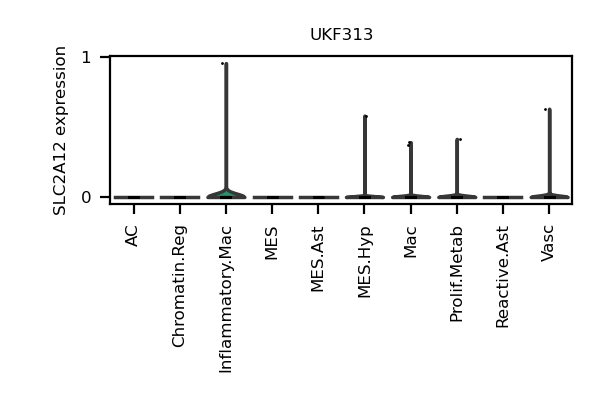 UKF313
SLC2A12 expression
1
0
AC
Chromatin.Reg
Inflammatory.Mac
MES
MES.Ast
MES.Hyp
Mac
Prolif.Metab
Reactive.Ast
Vasc